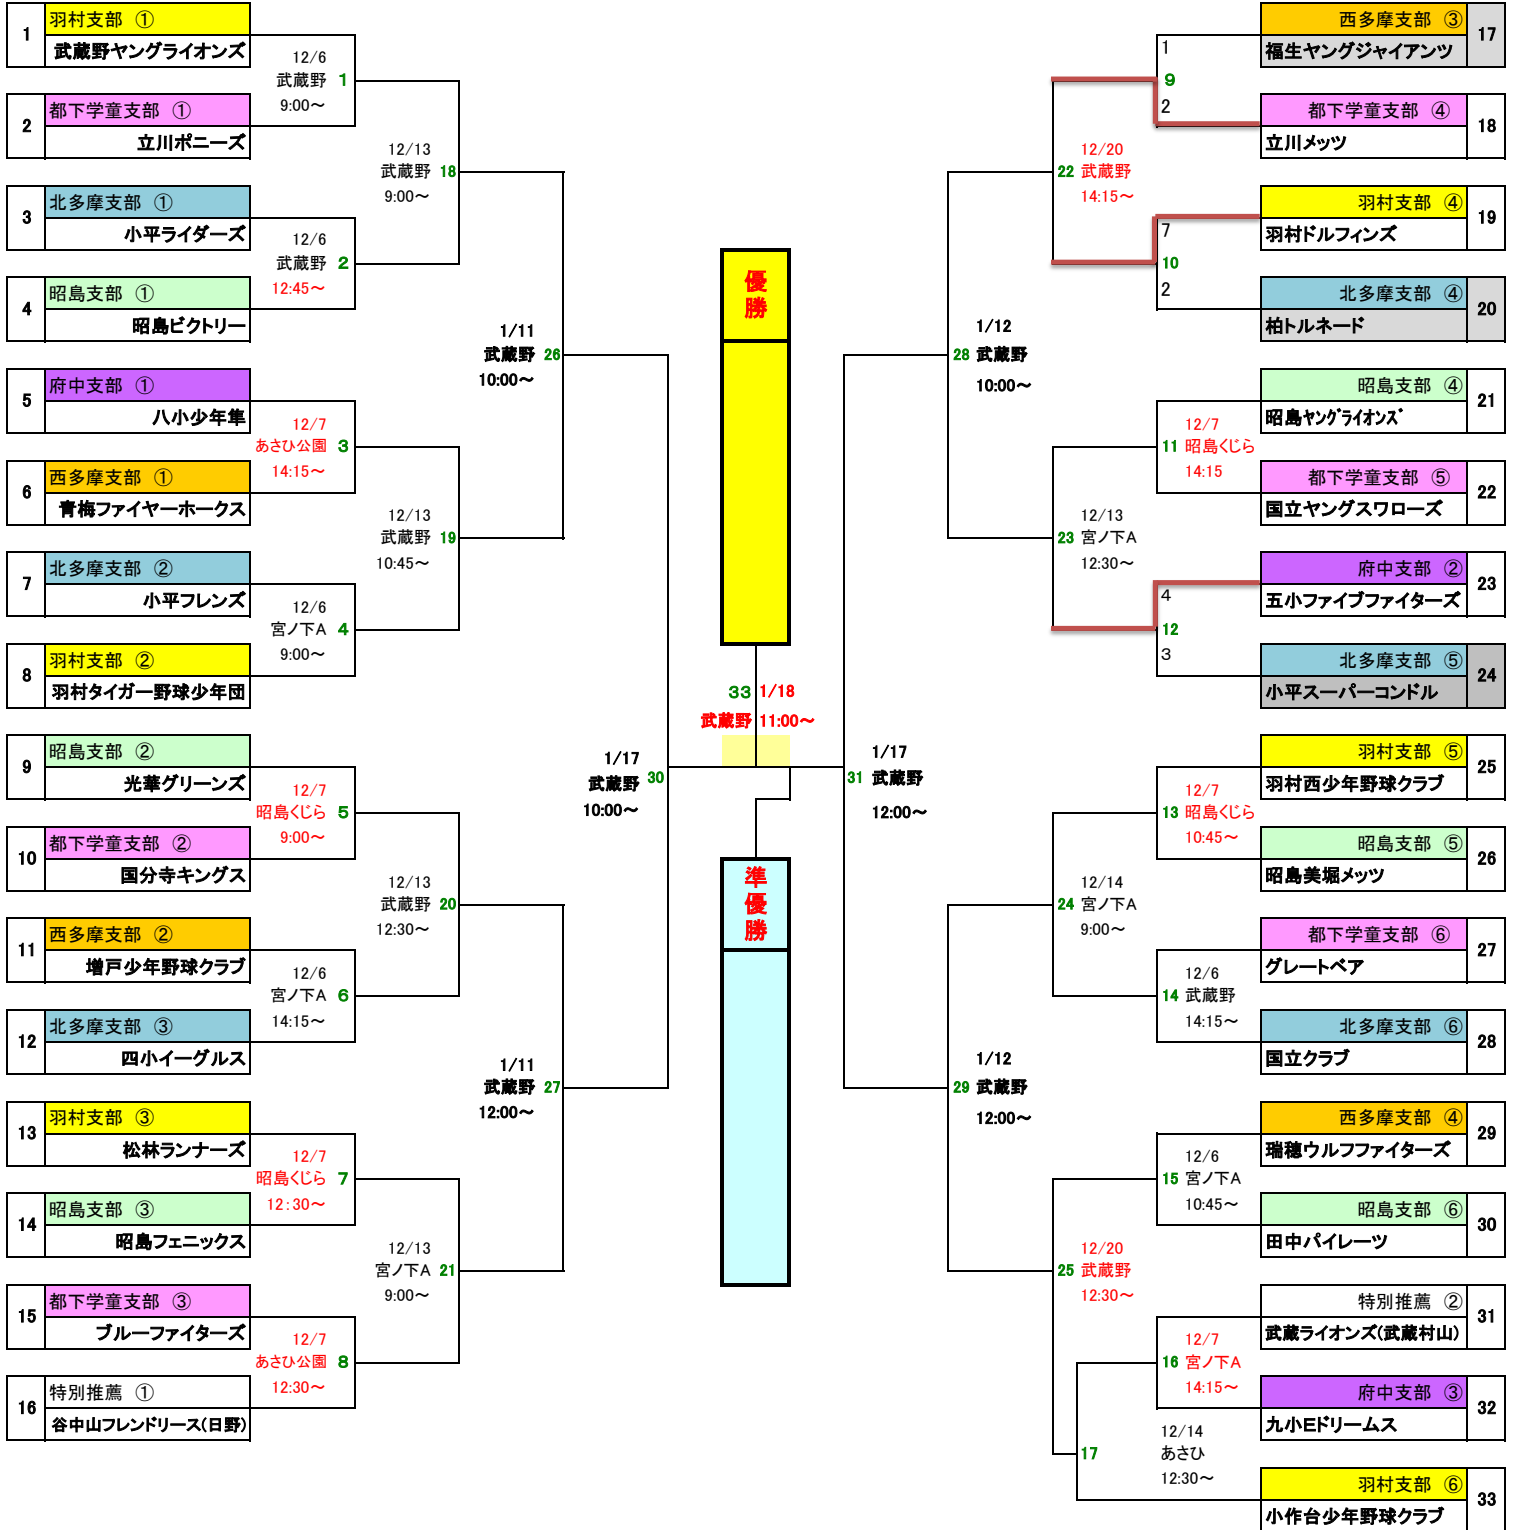 1
羽村支部 ①
武蔵野ヤングライオンズ
2
都下学童支部 ①
立川ポニーズ
3
北多摩支部 ①
小平ライダーズ
4
昭島支部 ①
昭島ビクトリー
5
府中支部 ①
八小少年隼
6
西多摩支部 ①
青梅ファイヤーホークス
7
北多摩支部 ②
小平フレンズ
8
羽村支部 ②
羽村タイガー野球少年団
9
昭島支部 ②
光華グリーンズ
10
都下学童支部 ②
国分寺キングス
11
西多摩支部 ②
増戸少年野球クラブ
12
北多摩支部 ③
四小イーグルス
13
羽村支部 ③
松林ランナーズ
14
昭島支部 ③
昭島フェニックス
15
都下学童支部 ③
ブルーファイターズ
16
特別推薦 ①
谷中山フレンドリース(日野)
12/6
武蔵野 1
9:00～
12/6
武蔵野 2
12:45～
12/7
あさひ公園 3
14:15～
12/6
宮ノ下A 4
9:00～
12/7
昭島くじら 5
9:00～
12/6
宮ノ下A 6
14:15～
12/7
昭島くじら 7
12:30～
12/7
あさひ公園 8
12:30～
12/13
武蔵野 18
9:00～
12/13
武蔵野 19
10:45～
12/13
武蔵野 20
12:30～
12/13
宮ノ下A 21
9:00～
1/11
武蔵野 26
10:00～
1/11
武蔵野 27
12:00～
1/17
武蔵野 30
10:00～
優勝
33 1/18
武蔵野 11:00～
準優勝
1/17
31 武蔵野
12:00～
1/12
28 武蔵野
10:00～
1/12
29 武蔵野
12:00～
12/20
22 武蔵野
14:15～
12/13
23 宮ノ下A
12:30～
12/14
24 宮ノ下A
9:00～
12/20
25 武蔵野
12:30～
1
9
2
7
10
2
12/7
11 昭島くじら
14:15
4
12
3
12/7
13 昭島くじら
10:45～
12/6
14 武蔵野
14:15～
12/6
15 宮ノ下A
10:45～
12/7
16 宮ノ下A
14:15～
12/14
17 あさひ
12:30～
西多摩支部 ③
17
福生ヤングジャイアンツ
都下学童支部 ④
18
立川メッツ
羽村支部 ④
19
羽村ドルフィンズ
北多摩支部 ④
20
柏トルネード
昭島支部 ④
21
昭島ﾔﾝｸﾞﾗｲｵﾝｽﾞ
都下学童支部 ⑤
22
国立ヤングスワローズ
府中支部 ②
23
五小ファイブファイターズ
北多摩支部 ⑤
24
小平スーパーコンドル
羽村支部 ⑤
25
羽村西少年野球クラブ
昭島支部 ⑤
26
昭島美堀メッツ
都下学童支部 ⑥
27
グレートベア
北多摩支部 ⑥
28
国立クラブ
西多摩支部 ④
29
瑞穂ウルフファイターズ
昭島支部 ⑥
30
田中パイレーツ
特別推薦 ②
31
武蔵ライオンズ(武蔵村山)
府中支部 ③
32
九小Eドリームス
羽村支部 ⑥
33
小作台少年野球クラブ